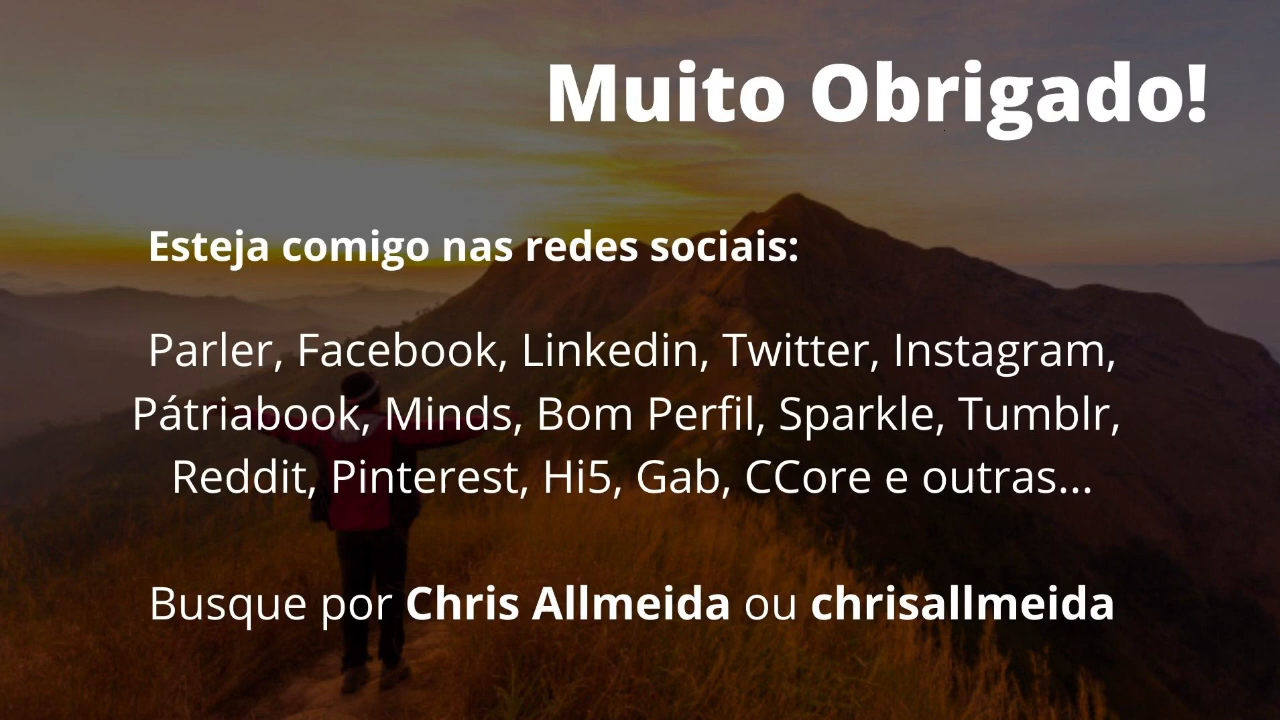 Muito Obrigado!
Esteja comigo nas redes sociais:
Parler, Facebook, Linkedin, Twitter, Instagram,
Pátriabook, Minds, Bom Perfil, Sparkle, Tumblr,
Reddit, Pinterest, Hi5, Gab, CCore e outras...
Busque por Chris Allmeida ou chrisallmeida